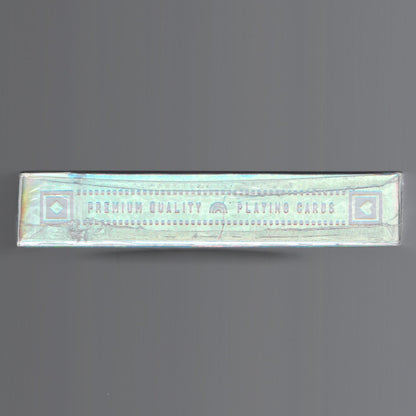 PREMIUM QUALITY PLAYING CARDS